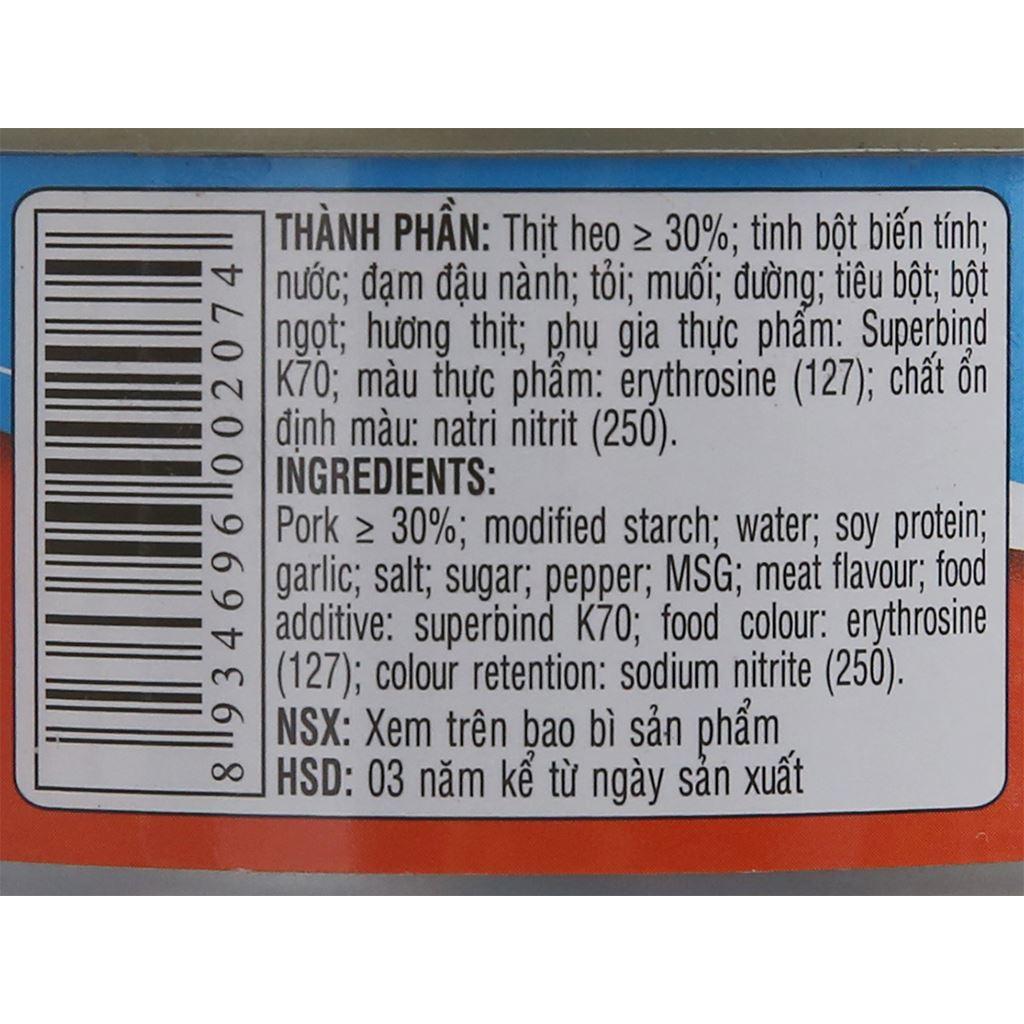 THÀNH PHẦN: Thịt heo ≥ 30%; tinh bột biến tính;
nước; đạm đậu nành; tỏi; muối; đường; tiêu bột; bột
ngọt; hương thịt; phụ gia thực phẩm: Superbind
K70; màu thực phẩm: erythrosine (127); chất ổn
định màu: natri nitrit (250).
INGREDIENTS:
Pork ≥ 30%; modified starch; water; soy protein;
garlic; salt; sugar; pepper; MSG; meat flavour; food
additive: superbind K70; food colour: erythrosine
(127); colour retention: sodium nitrite (250).
NSX: Xem trên bao bì sản phẩm
HSD: 03 năm kể từ ngày sản xuất
8934696002074